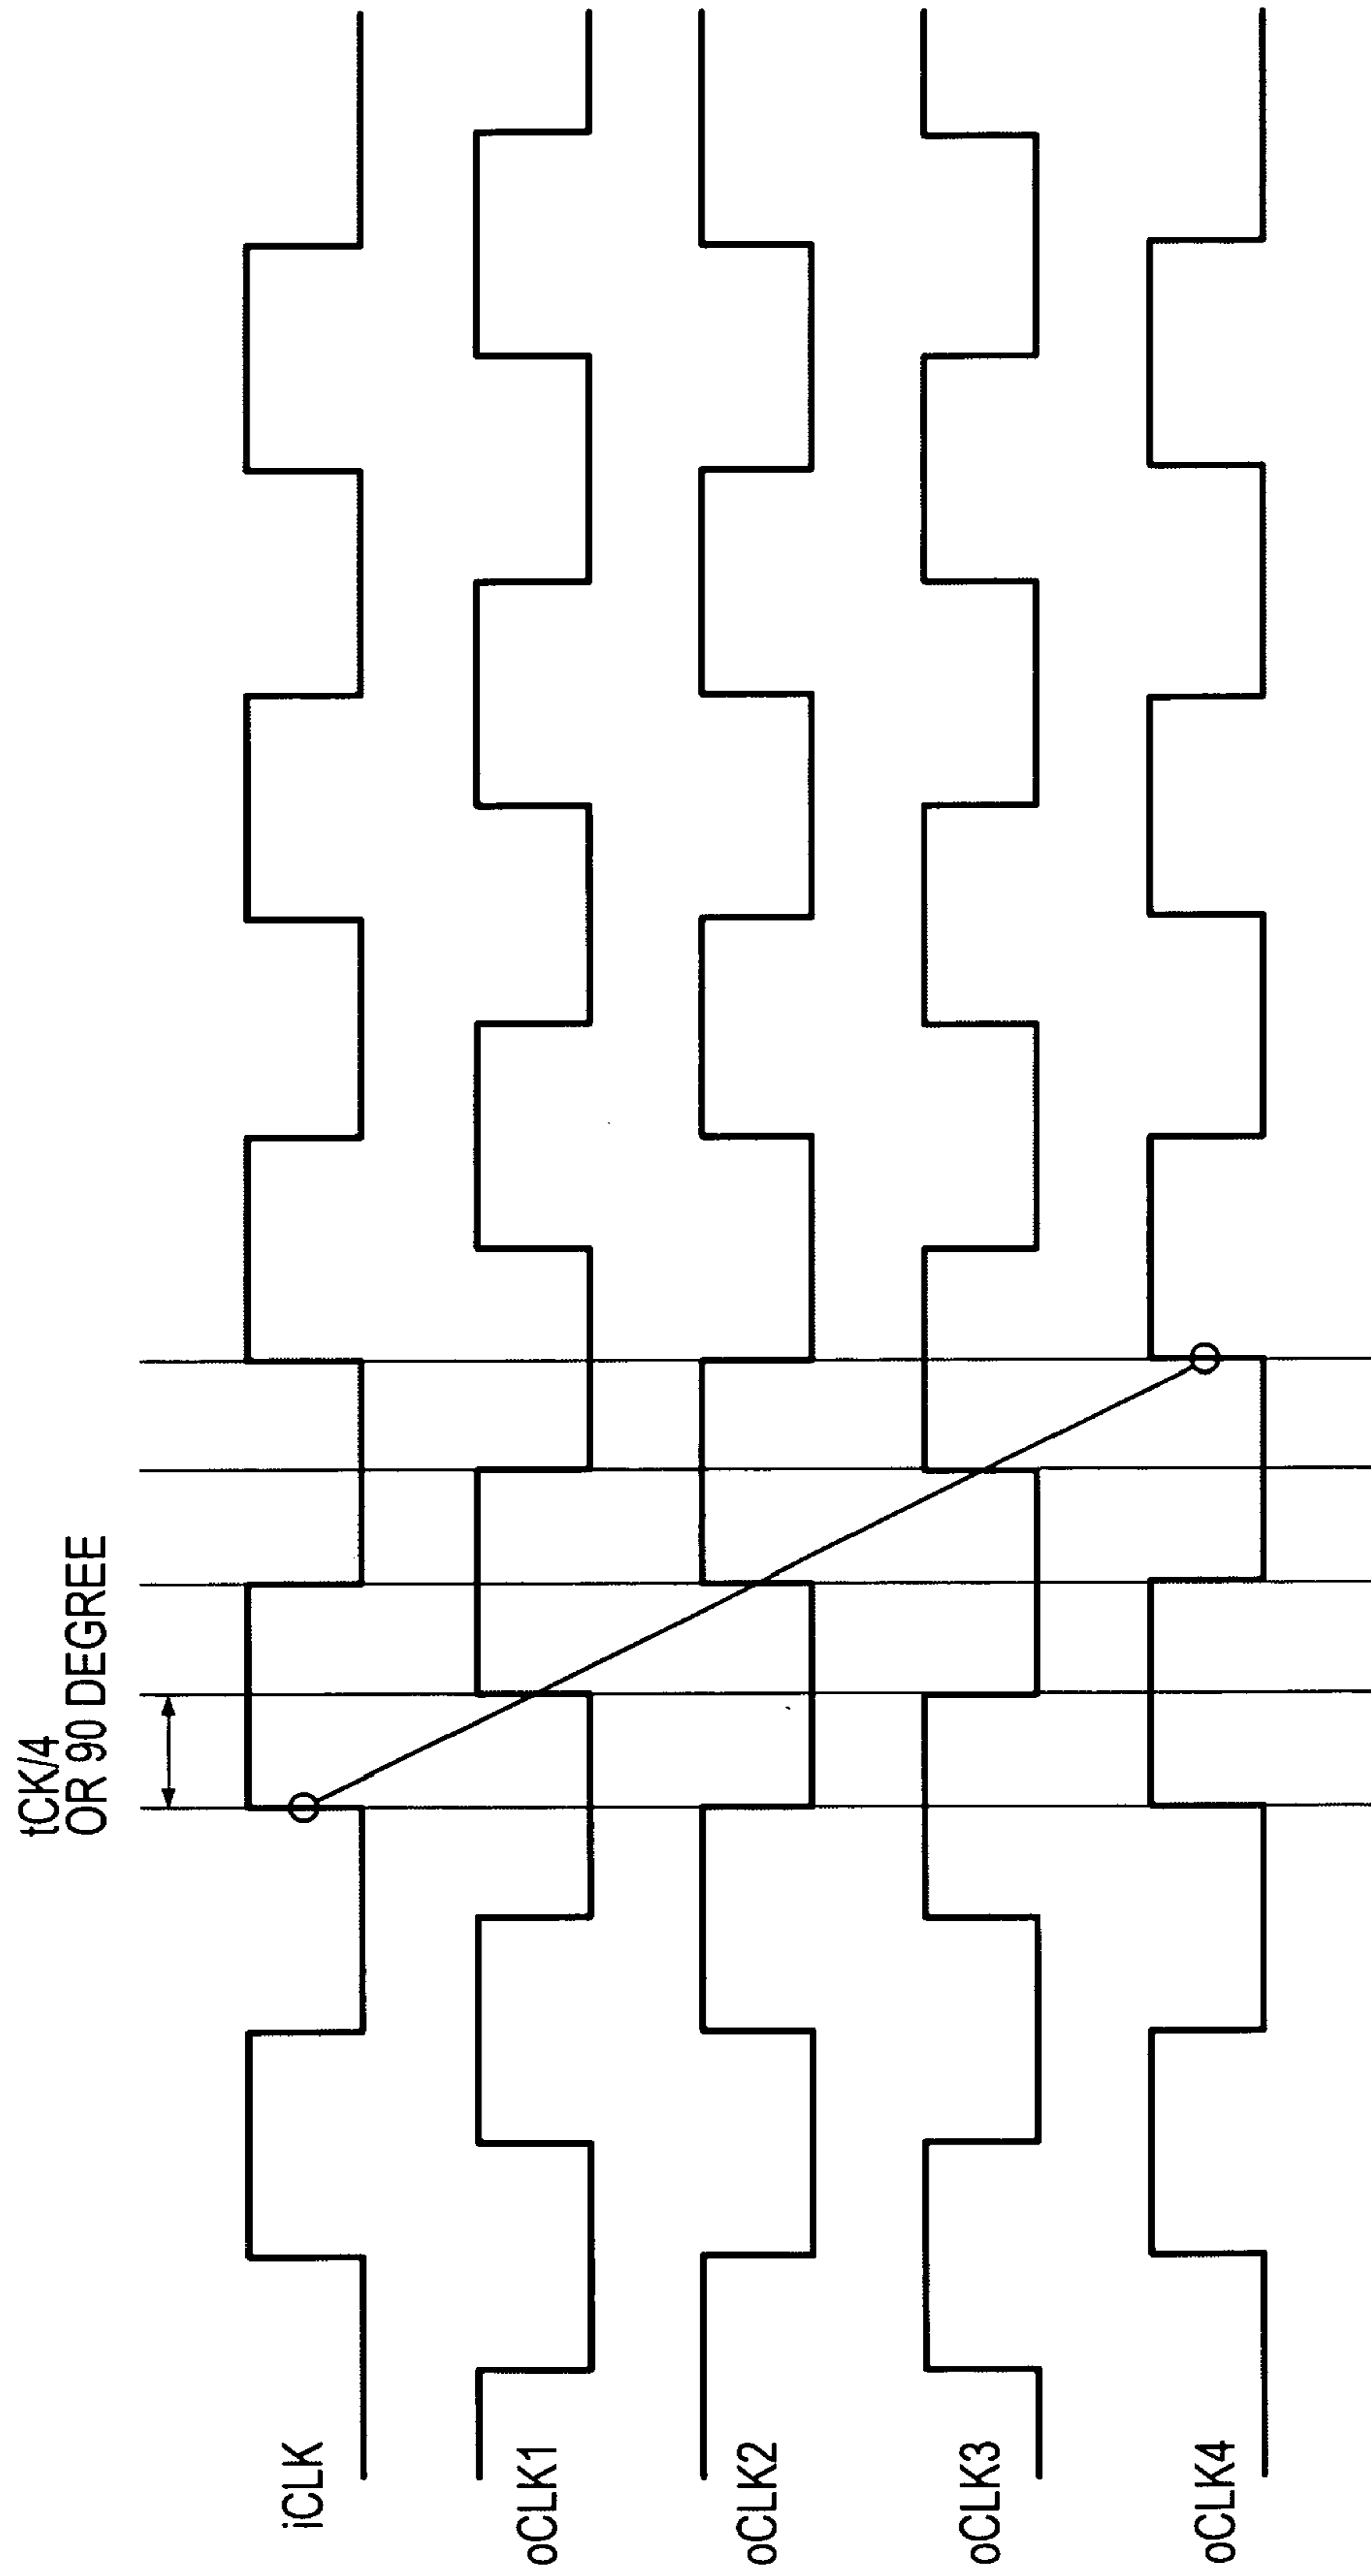 tCK/4
OR 90 DEGREE
iCLK
oCLK1
oCLK2
oCLK3
oCLK4